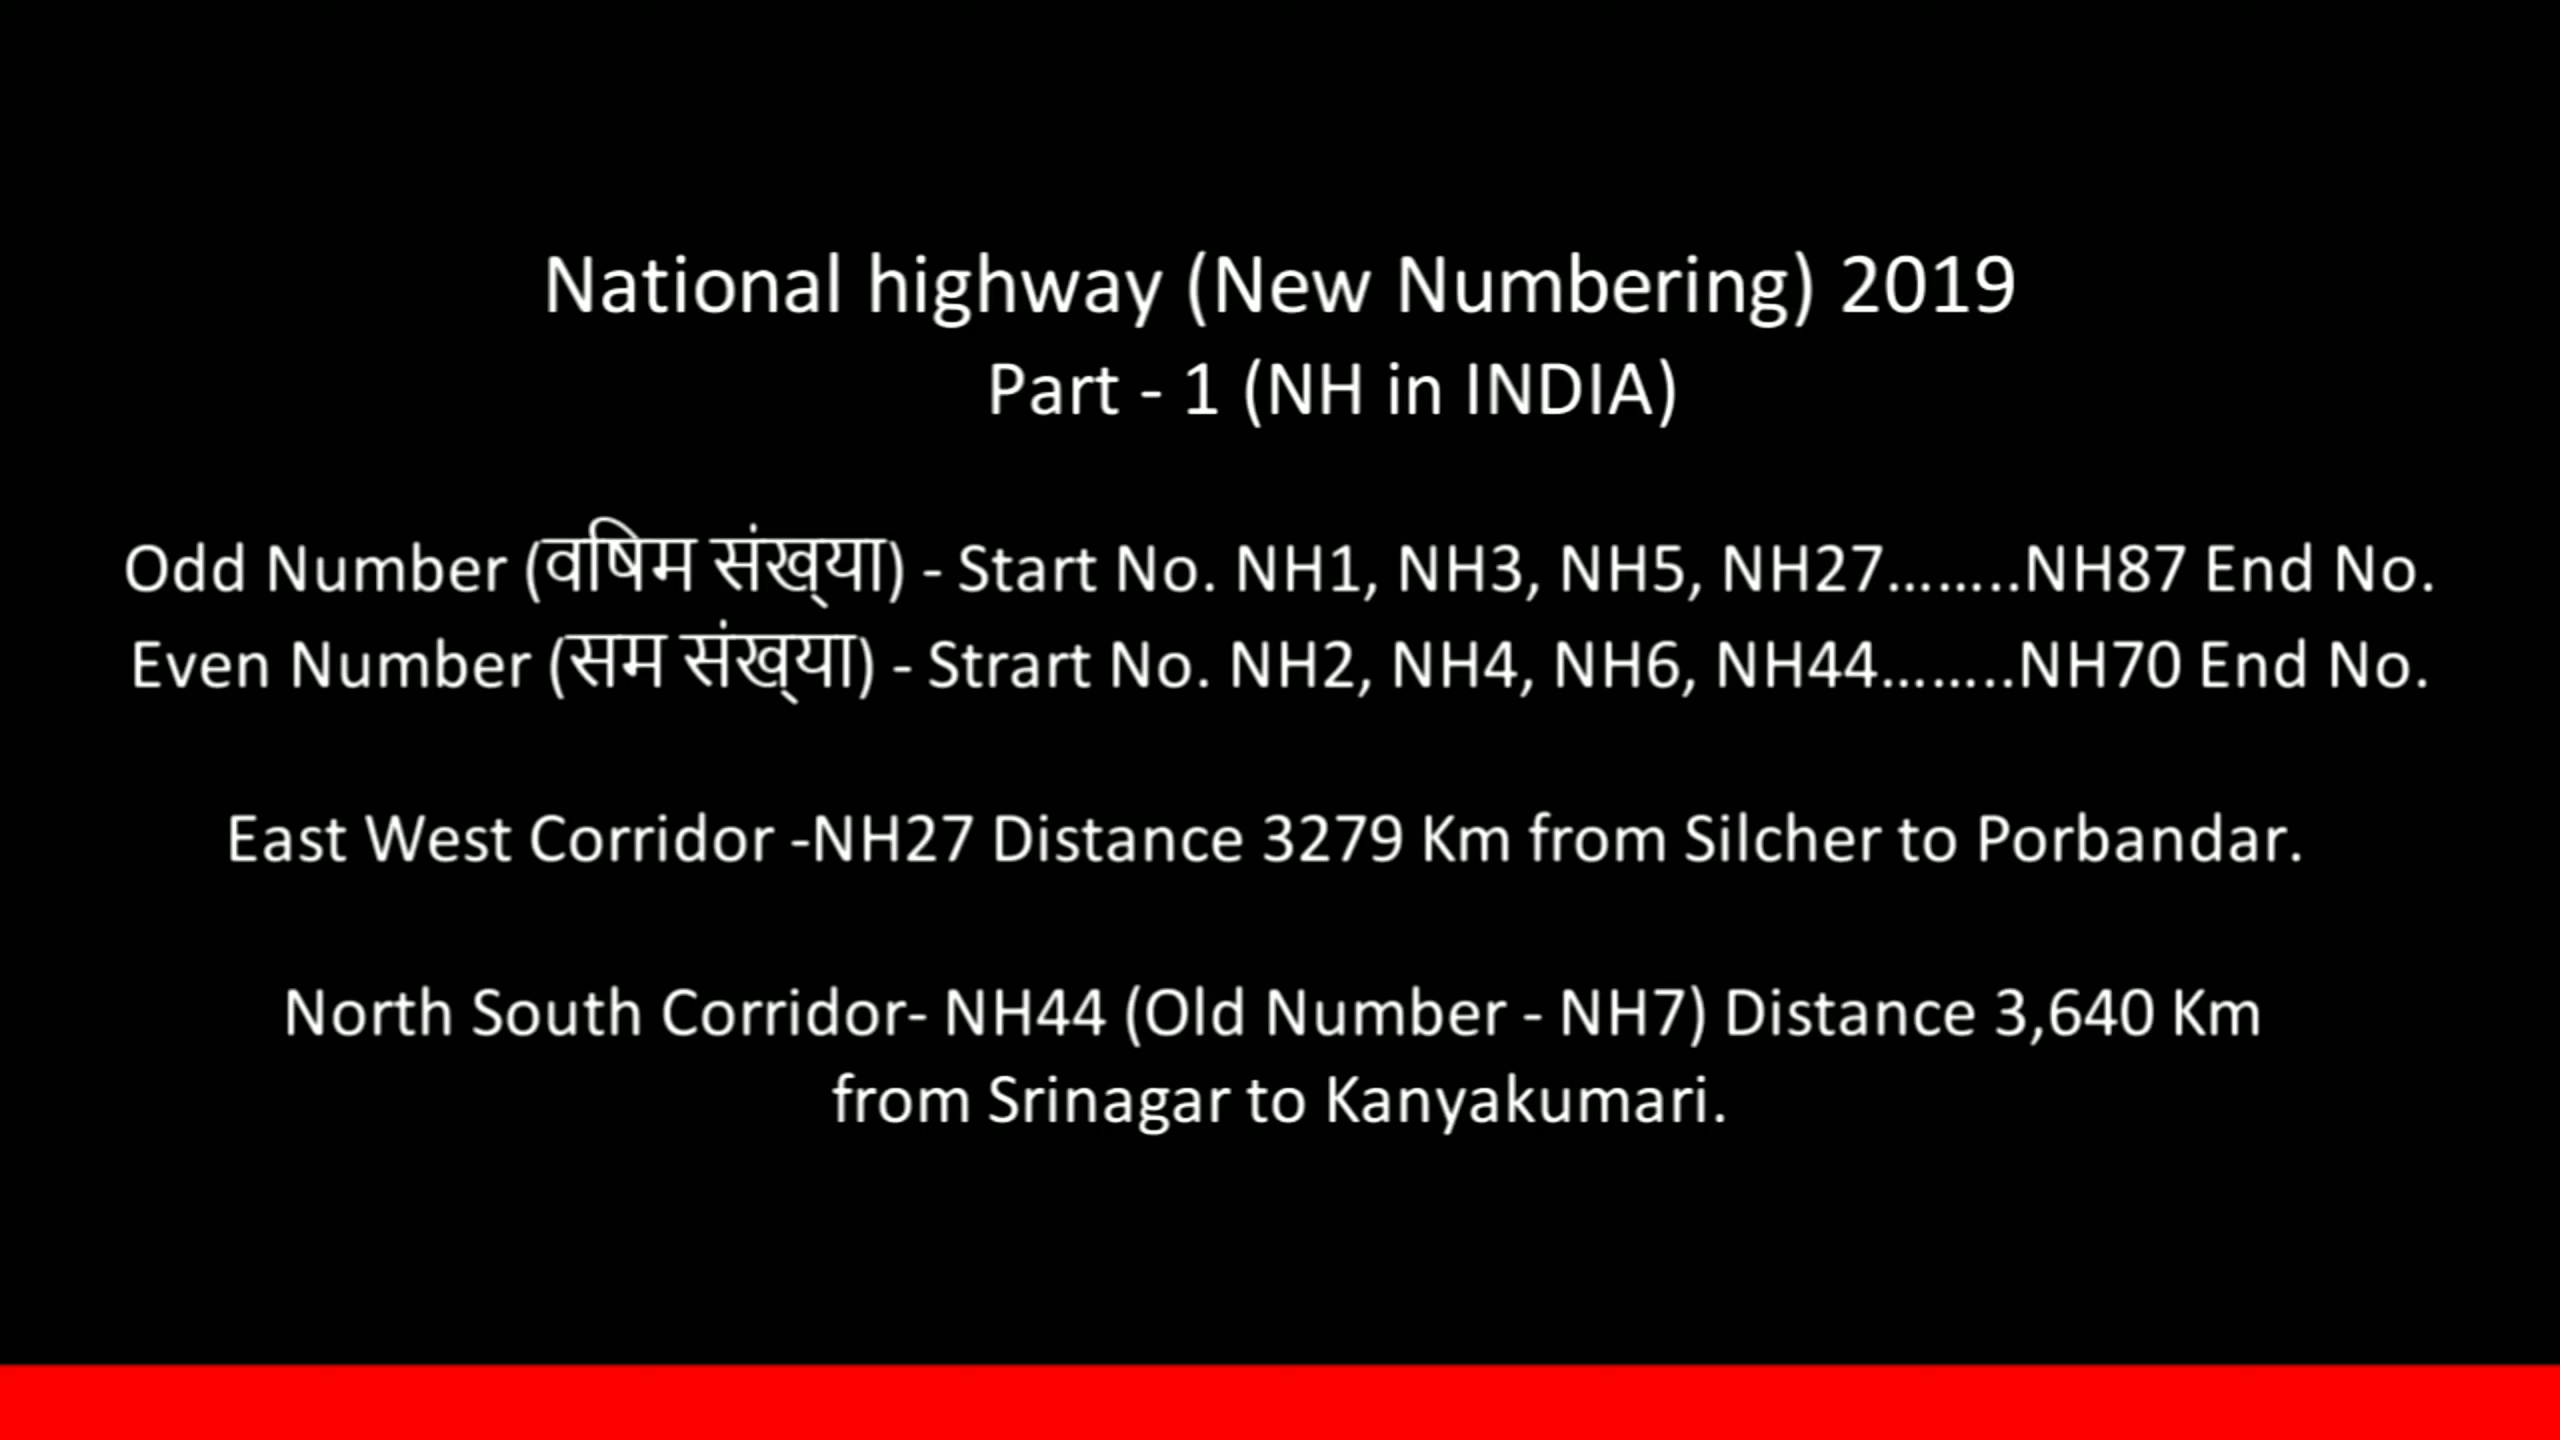 National highway (New Numbering) 2019
Part - 1 (NH in INDIA)
Odd Number (वषिम संख्‌या) - Start No. NH1, NH3, NH5, NH27........NH87 End No.
Even Number (सम संख्‌या) - Strart No. NH2, NH4, NH6, NH44........NH70 End No.
East West Corridor -NH27 Distance 3279 Km from Silcher to Porbandar.
North South Corridor- NH44 (Old Number - NH7) Distance 3,640 Km
from Srinagar to Kanyakumari.